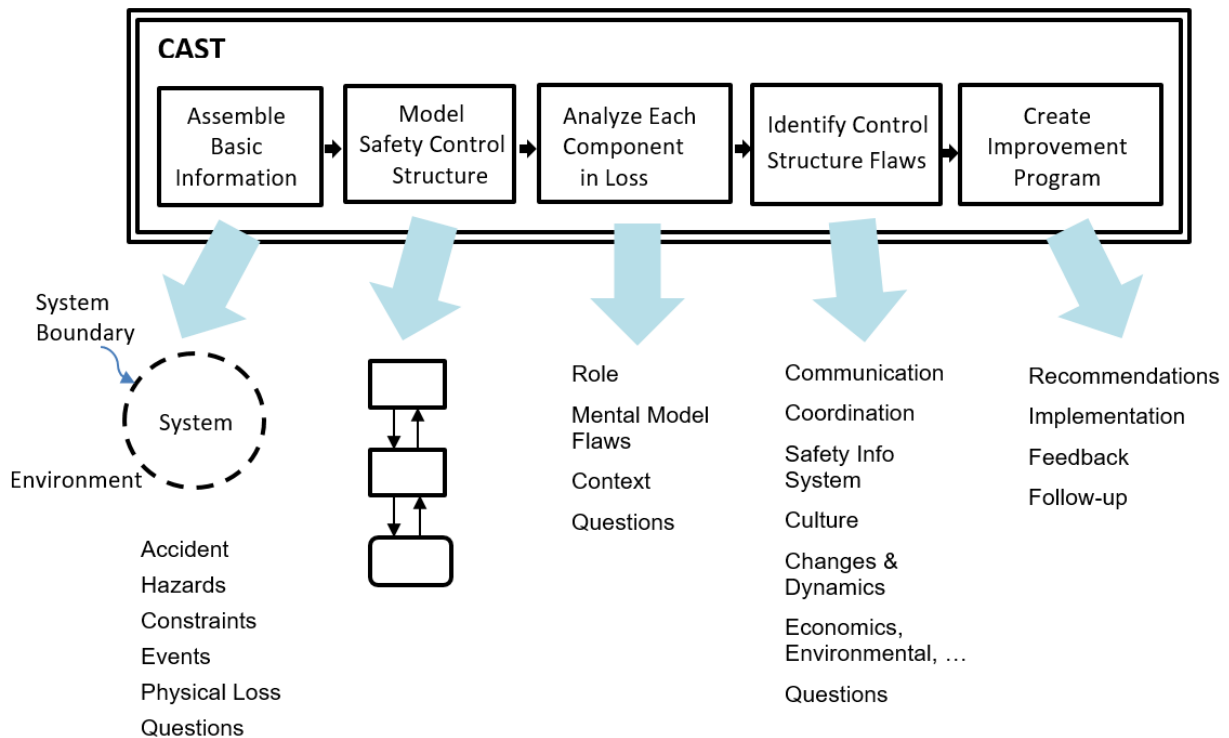 CAST
Assemble
Basic
Information
Model
Safety Control
Structure
Analyze Each
Component
in Loss
Identify Control
Structure Flaws
Create
Improvement
Program
System
Boundary
System
Environment
Accident
Hazards
Constraints
Events
Physical Loss
Questions
Role
Mental Model
Flaws
Context
Questions
Communication
Coordination
Safety Info
System
Culture
Changes &
Dynamics
Economics,
Environmental, …
Questions
Recommendations
Implementation
Feedback
Follow-up